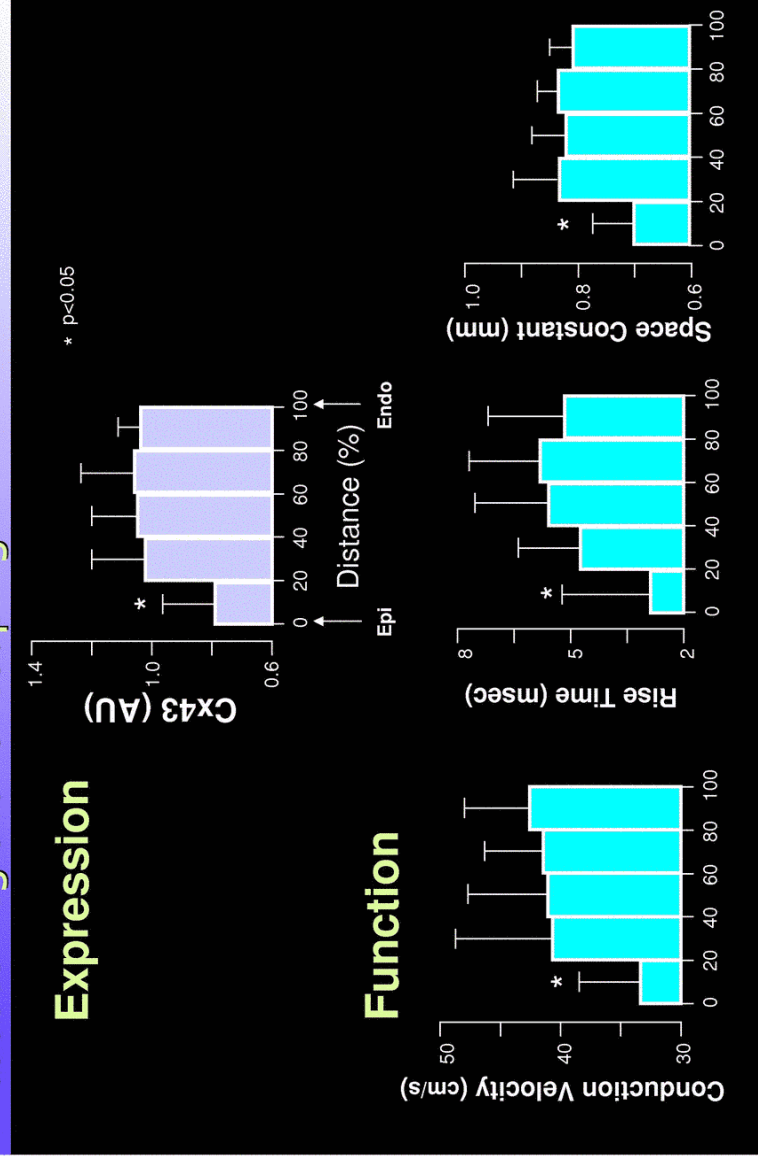 Expression
* p<0.05
Cx43 (AU)
1.4
1.0
0.6
*
0 20 40 60 80 100
Distance (%)
Epi Endo
Function
Conduction Velocity (cm/s)
50
40
30
*
0 20 40 60 80 100
Rise Time (msec)
8
5
2
*
0 20 40 60 80 100
Space Constant (mm)
1.0
0.8
0.6
*
0 20 40 60 80 100